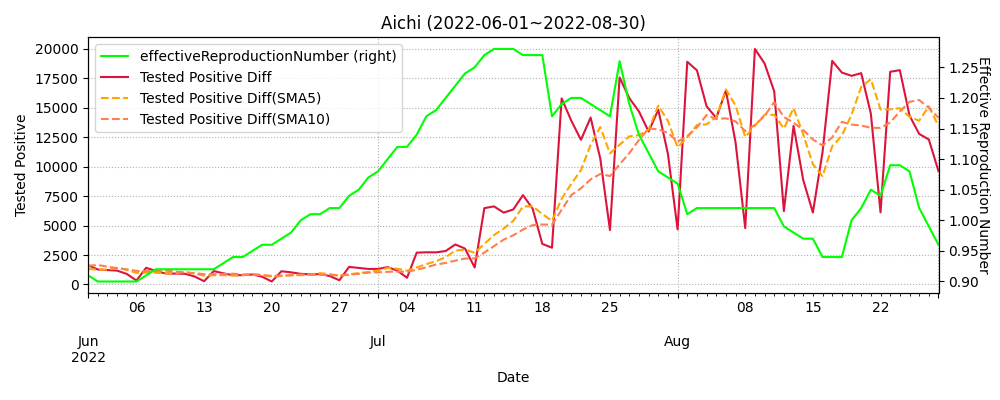 Aichi (2022-06-01~2022-08-30)
effectiveReproductionNumber (right)
Tested Positive Diff
Tested Positive Diff(SMA5)
Tested Positive Diff(SMA10)
Tested Positive
20000
17500
15000
12500
10000
7500
5000
2500
0
Effective Reproduction Number
1.25
1.20
1.15
1.10
1.05
1.00
0.95
0.90
06 13 20 27 04 11 18 25 08 15 22
Jun Jul Aug
2022
Date